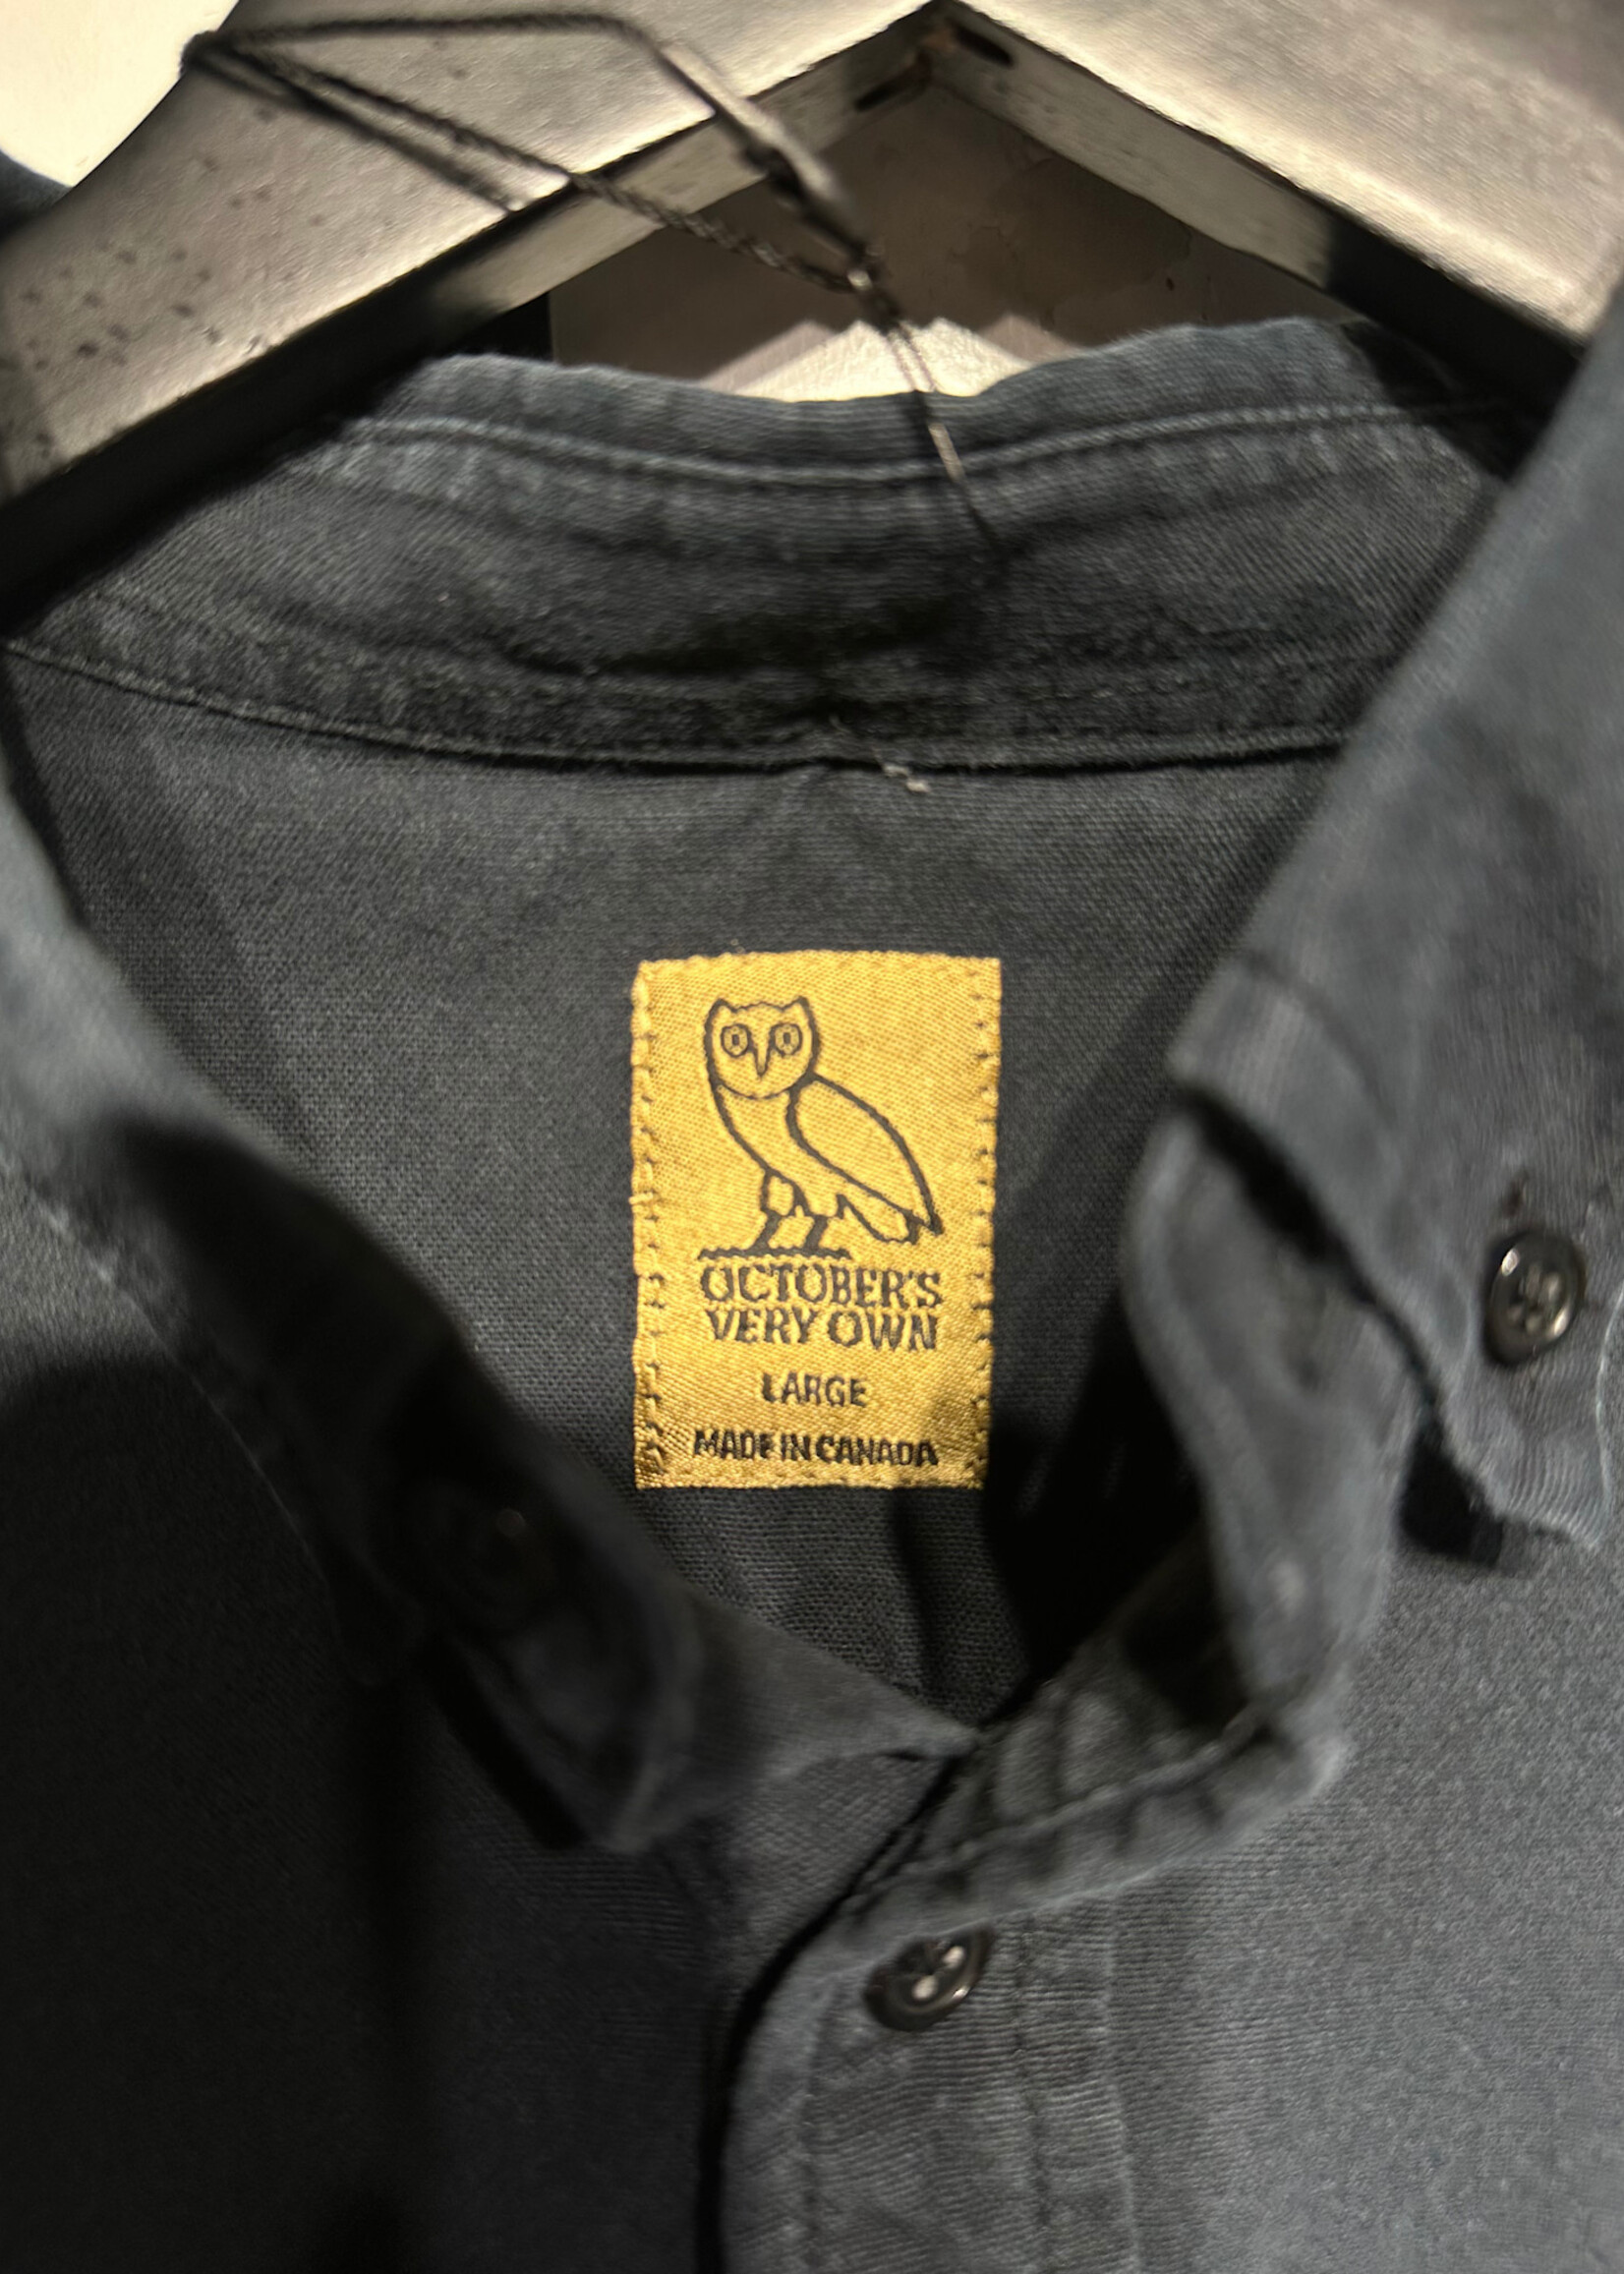 OCTOBER'S
VERY OWN
LARGE
MADE IN CANADA